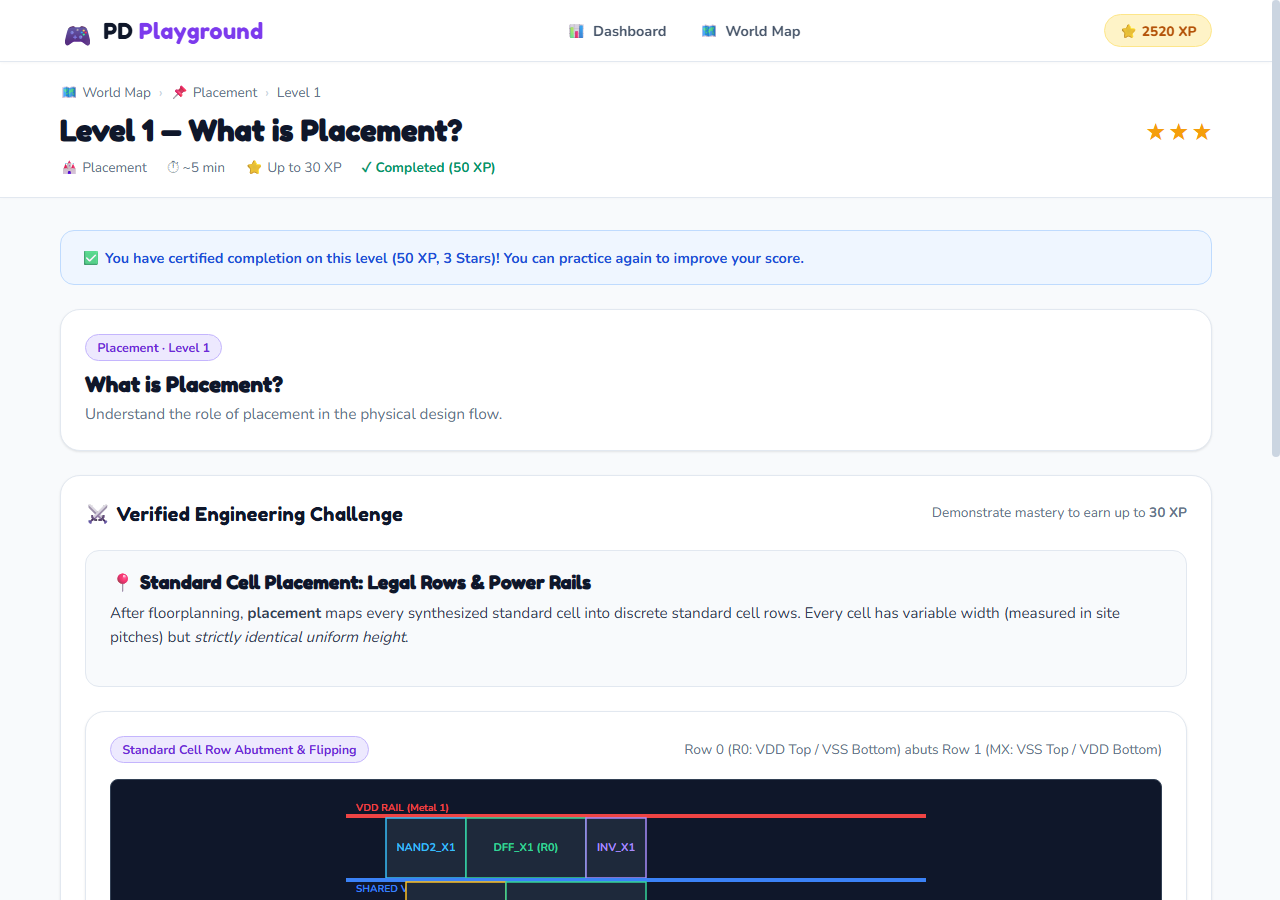 PD Playground
Dashboard
World Map
2520 XP
World Map › Placement › Level 1
Level 1 — What is Placement?
Placement
~5 min
Up to 30 XP
✓ Completed (50 XP)
You have certified completion on this level (50 XP, 3 Stars)! You can practice again to improve your score.
Placement · Level 1
What is Placement?
Understand the role of placement in the physical design flow.
Verified Engineering Challenge
Demonstrate mastery to earn up to 30 XP
Standard Cell Placement: Legal Rows & Power Rails
After floorplanning, placement maps every synthesized standard cell into discrete standard cell rows. Every cell has variable width (measured in site
pitches) but strictly identical uniform height.
Standard Cell Row Abutment & Flipping
Row 0 (R0: VDD Top / VSS Bottom) abuts Row 1 (MX: VSS Top / VDD Bottom)
VDD RAIL (Metal 1)
NAND2_X1
DFF_X1 (R0)
INV_X1
SHARED